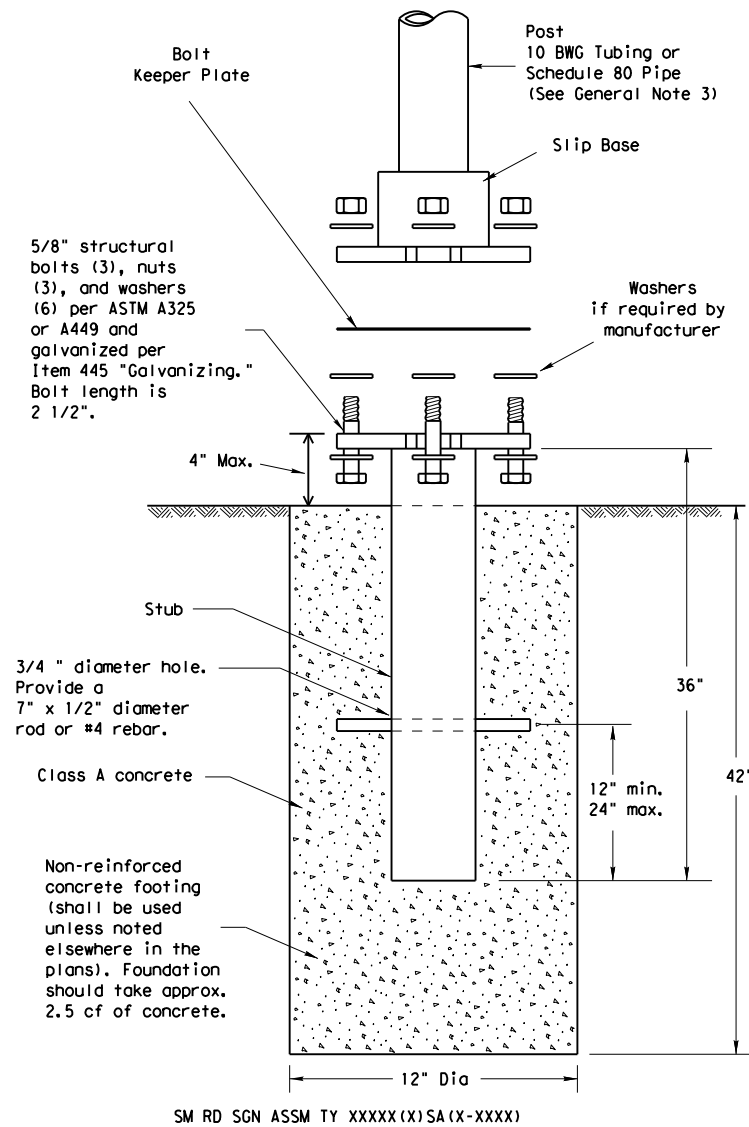 Bolt
Keeper Plate
Post
10 BWG Tubing or
Schedule 80 Pipe
(See General Note 3)
Slip Base
5/8" structural
bolts (3), nuts
(3), and washers
(6) per ASTM A325
or A449 and
galvanized per
Item 445 "Galvanizing."
Bolt length is
2 1/2".
Washers
if required by
manufacturer
4" Max.
Stub
3/4 " diameter hole.
Provide a
7" x 1/2" diameter
rod or #4 rebar.
36"
Class A concrete
12" min.
24" max.
42"
Non-reinforced
concrete footing
(shall be used
unless noted
elsewhere in the
plans). Foundation
should take approx.
2.5 cf of concrete.
12" Dia
SM RD SGN ASSM TY XXXXX(X)SA(X-XXXX)